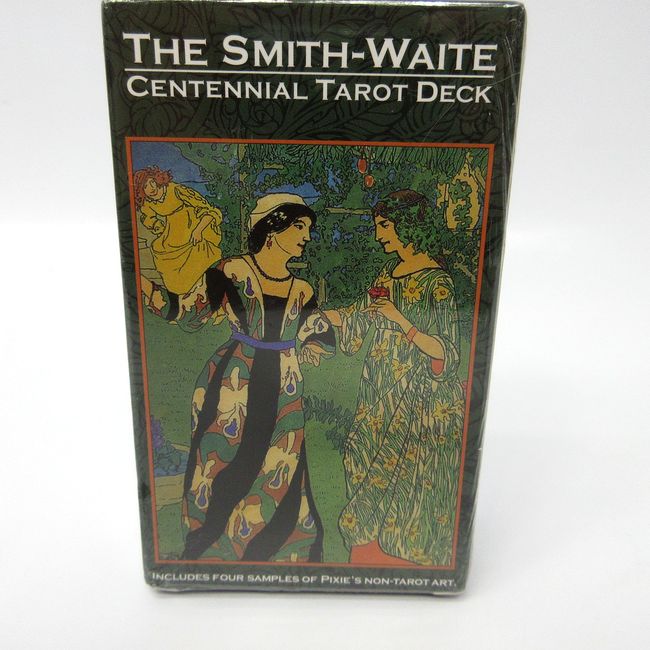 THE SMITH-WAITE
CENTENNIAL TAROT DECK
INCLUDES FOUR SAMPLES OF PIXIE'S NON-TAROT ART.